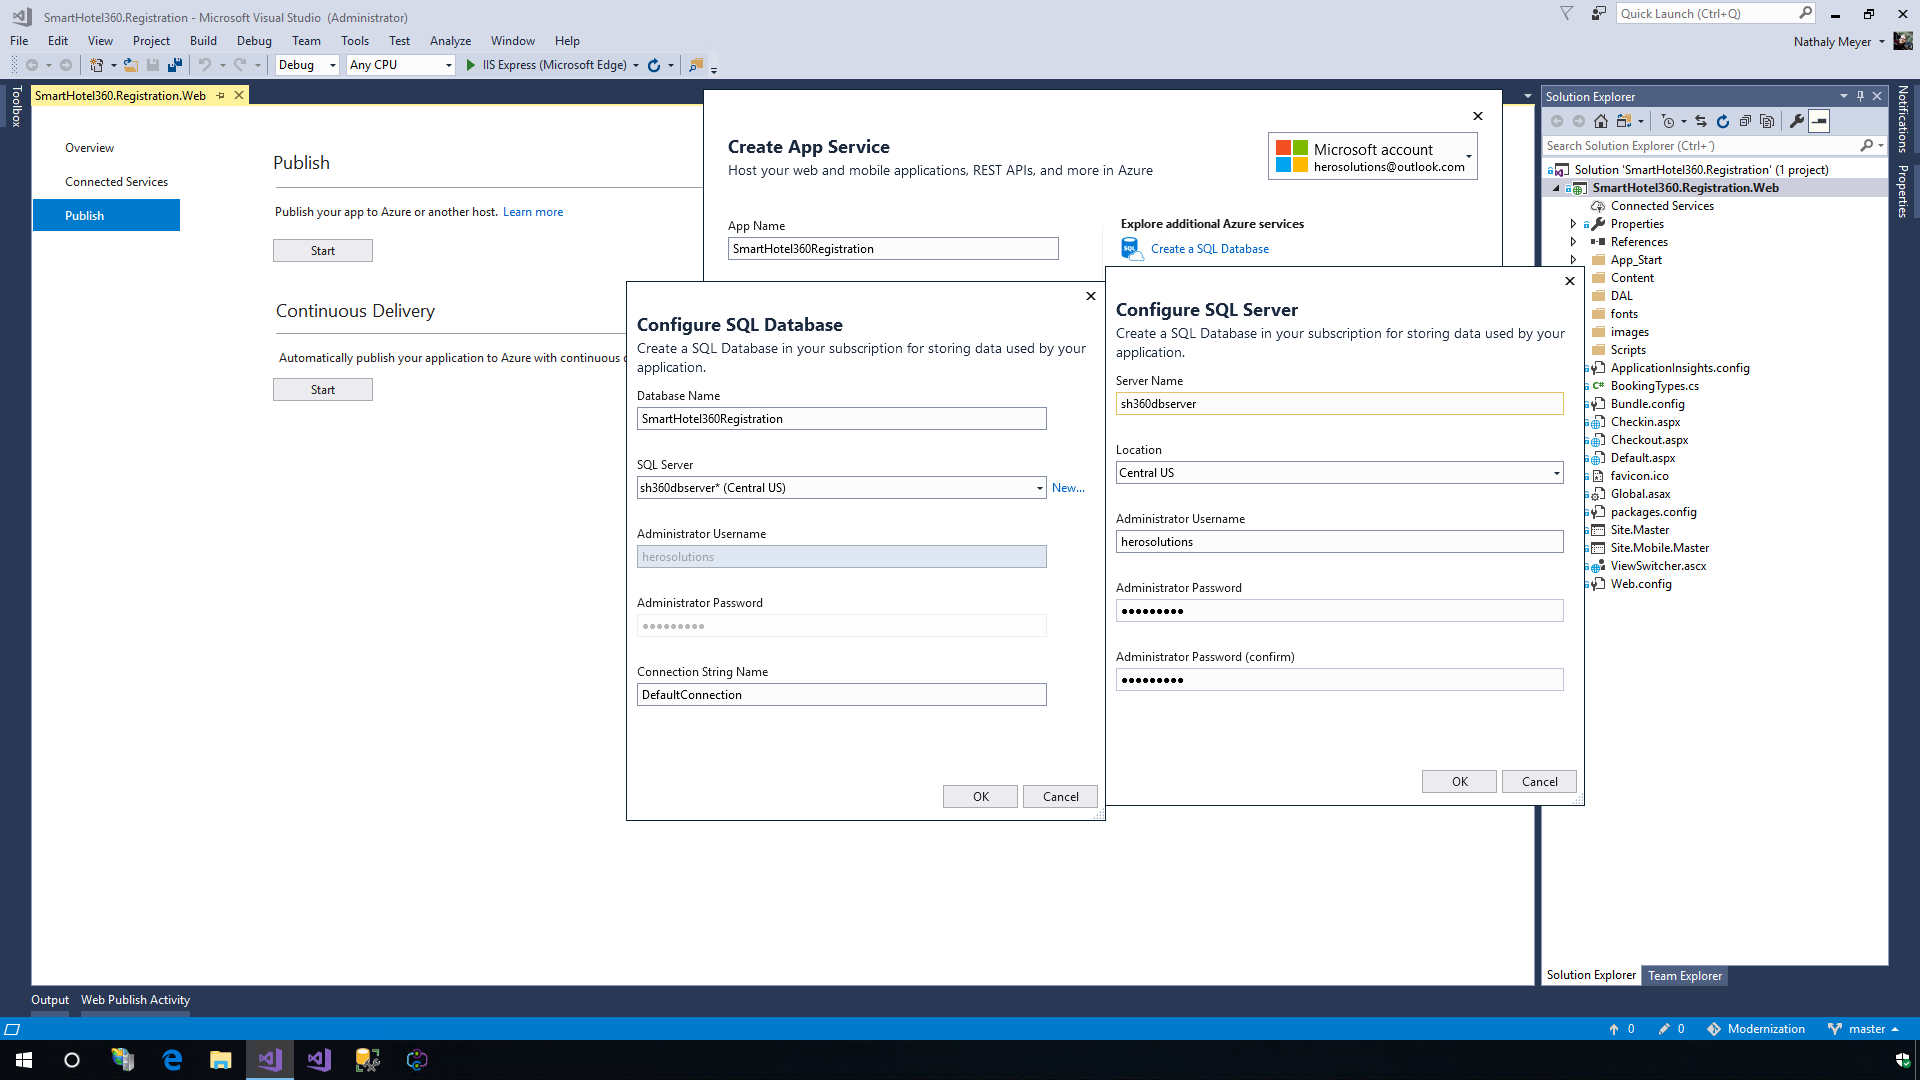 SmartHotel360.Registration - Microsoft Visual Studio (Administrator)
Quick Launch (Ctrl+Q)
File Edit View Project Build Debug Team Tools Test Analyze Window Help
Nathaly Meyer
Debug Any CPU IIS Express (Microsoft Edge)
Toolbox
SmartHotel360.Registration.Web
Overview
Connected Services
Publish
Publish
Publish your app to Azure or another host. Learn more
Start
Continuous Delivery
Automatically publish your application to Azure with continuous
Start
Create App Service
Host your web and mobile applications, REST APIs, and more in Azure
Microsoft account
herosolutions@outlook.com
App Name
SmartHotel360Registration
Explore additional Azure services
SQL
Create a SQL Database
Configure SQL Database
Create a SQL Database in your subscription for storing data used by your
application.
Database Name
SmartHotel360Registration
SQL Server
sh360dbserver* (Central US) New...
Administrator Username
herosolutions
Administrator Password
Connection String Name
DefaultConnection
OK Cancel
Configure SQL Server
Create a SQL Database in your subscription for storing data used by your
application.
Server Name
sh360dbserver
Location
Central US
Administrator Username
herosolutions
Administrator Password
Administrator Password (confirm)
OK Cancel
Solution Explorer
Search Solution Explorer (Ctrl+´)
Solution 'SmartHotel360.Registration' (1 project)
SmartHotel360.Registration.Web
Connected Services
Properties
References
App_Start
Content
DAL
fonts
images
Scripts
ApplicationInsights.config
C# BookingTypes.cs
Bundle.config
Checkin.aspx
Checkout.aspx
Default.aspx
favicon.ico
Global.asax
packages.config
Site.Master
Site.Mobile.Master
ViewSwitcher.ascx
Web.config
Solution Explorer Team Explorer
Notifications
Properties
Output Web Publish Activity
0 0 Modernization master